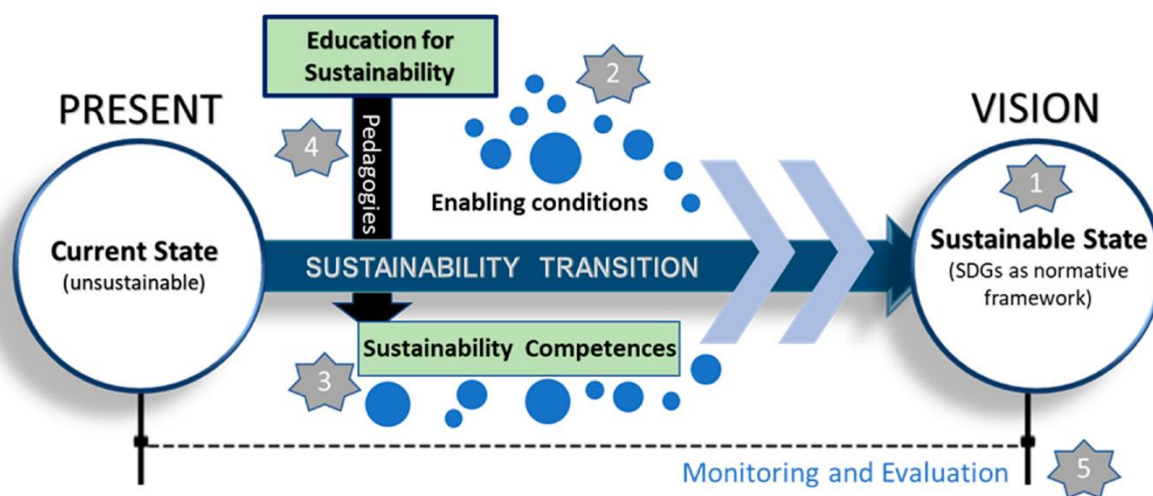 Education for
Sustainability
2
PRESENT
VISION
4
Pedagogies
1
Enabling conditions
Current State
(unsustainable)
SUSTAINABILITY TRANSITION
Sustainable State
(SDGs as normative
framework)
Sustainability Competences
3
Monitoring and Evaluation
5